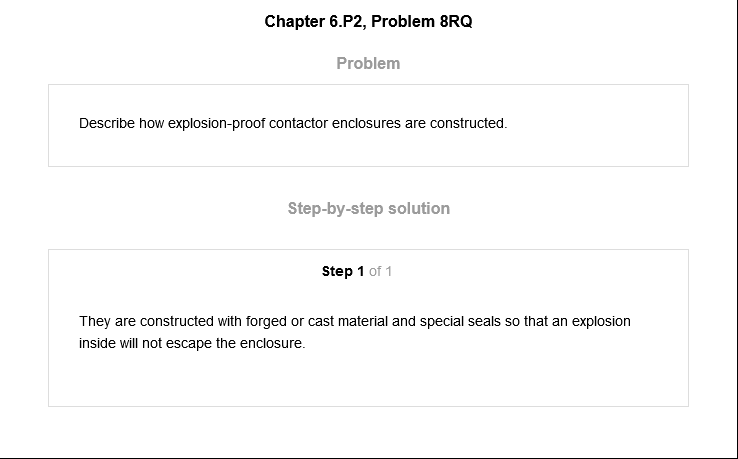 Chapter 6.P2, Problem 8RQ
Problem
Describe how explosion-proof contactor enclosures are constructed.
Step-by-step solution
Step 1 of 1
They are constructed with forged or cast material and special seals so that an explosion
inside will not escape the enclosure.